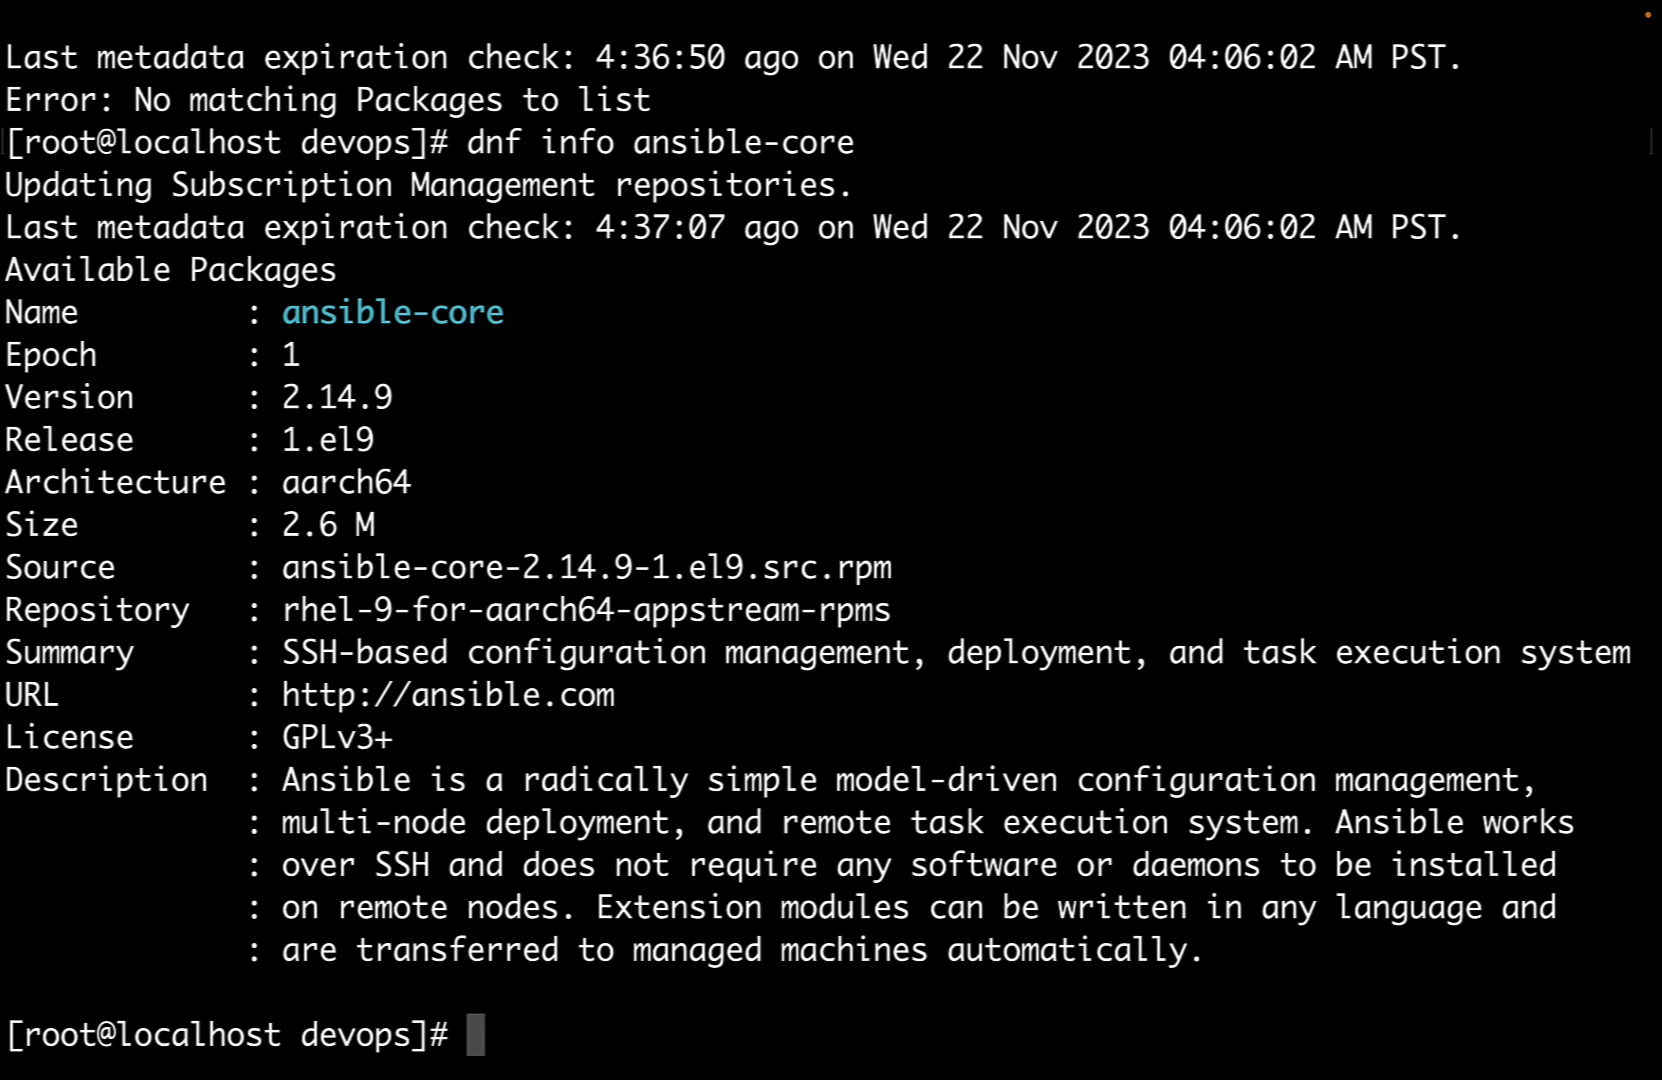 Last metadata expiration check: 4:36:50 ago on Wed 22 Nov 2023 04:06:02 AM PST.
Error: No matching Packages to list
[root@localhost devops]# dnf info ansible-core
Updating Subscription Management repositories.
Last metadata expiration check: 4:37:07 ago on Wed 22 Nov 2023 04:06:02 AM PST.
Available Packages
Name         : ansible-core
Epoch        : 1
Version      : 2.14.9
Release      : 1.el9
Architecture : aarch64
Size         : 2.6 M
Source       : ansible-core-2.14.9-1.el9.src.rpm
Repository   : rhel-9-for-aarch64-appstream-rpms
Summary      : SSH-based configuration management, deployment, and task execution system
URL          : http://ansible.com
License      : GPLv3+
Description  : Ansible is a radically simple model-driven configuration management,
             : multi-node deployment, and remote task execution system. Ansible works
             : over SSH and does not require any software or daemons to be installed
             : on remote nodes. Extension modules can be written in any language and
             : are transferred to managed machines automatically.
[root@localhost devops]#